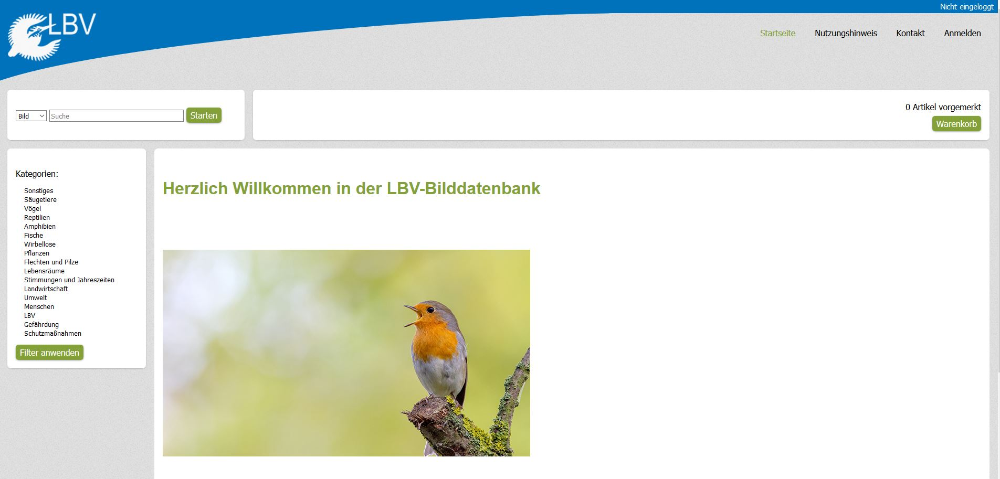 Nicht eingeloggt
LBV
Startseite Nutzungshinweis Kontakt Anmelden
Bild Suche Starten
0 Artikel vorgemerkt
Warenkorb
Kategorien:
Sonstiges
Säugetiere
Vögel
Reptilien
Amphibien
Fische
Wirbellose
Pflanzen
Flechten und Pilze
Lebensräume
Stimmungen und Jahreszeiten
Landwirtschaft
Umwelt
Menschen
LBV
Gefährdung
Schutzmaßnahmen
Filter anwenden
Herzlich Willkommen in der LBV-Bilddatenbank